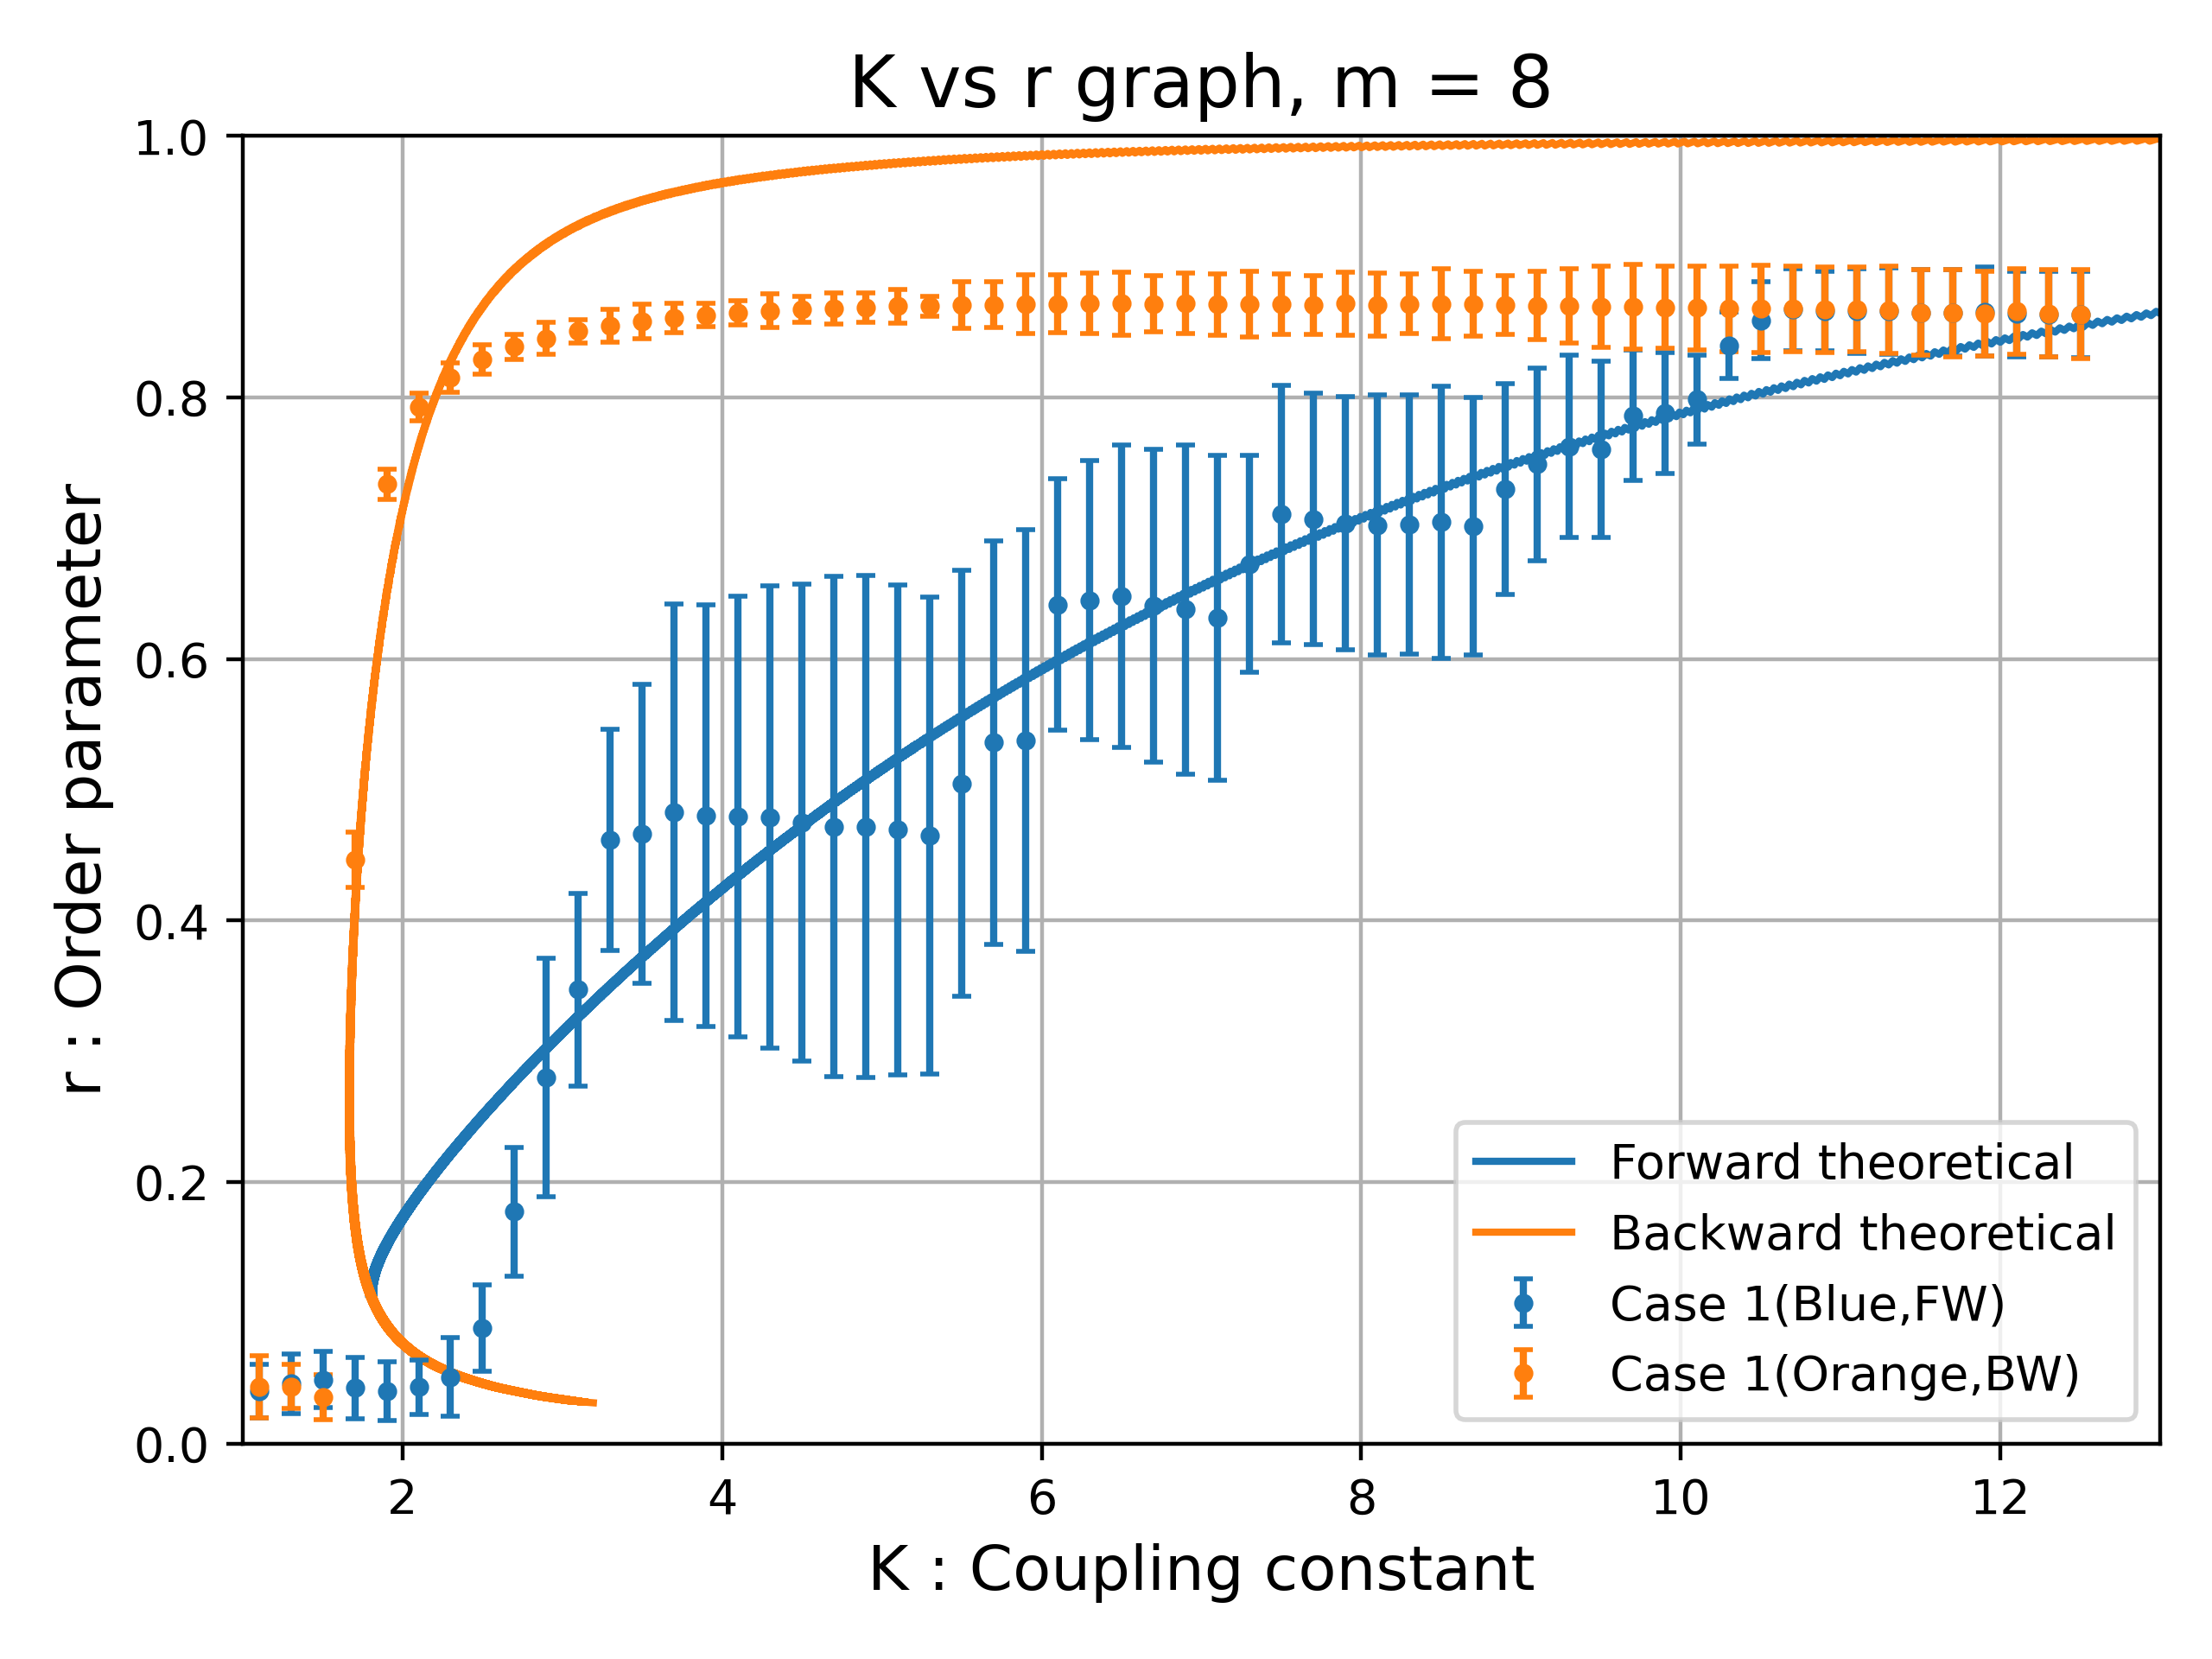 K vs r graph, m = 8
1.0
0.8
0.6
0.4
0.2
0.0
r : Order parameter
2 4 6 8 10 12
K : Coupling constant
Forward theoretical
Backward theoretical
Case 1(Blue,FW)
Case 1(Orange,BW)